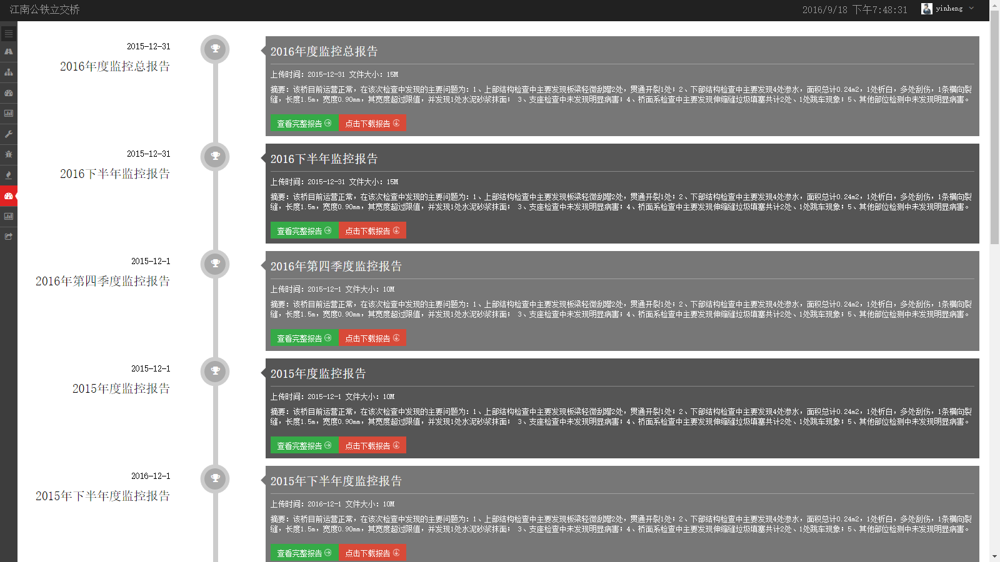 江南公铁立交桥
2016/9/18 下午7:48:31
yinheng
2015-12-31
2016年度监控总报告
2016年度监控总报告
上传时间：2015-12-31 文件大小：15M
摘要：该桥目前运营正常，在该次检查中发现的主要问题为：1、上部结构检查中主要发现板梁轻微刮蹭2处，贯通开裂1处；2、下部结构检查中主要发现4处渗水，面积总计0.24m2，1处析白，多处刮伤，1条横向裂
缝，长度1.5m，宽度0.90mm，其宽度超过限值，并发现1处水泥砂浆抹面； 3、支座检查中未发现明显病害；4、桥面系检查中主要发现伸缩缝垃圾填塞共计2处、1处跳车现象；5、其他部位检测中未发现明显病害。
查看完整报告
点击下载报告
2015-12-31
2016下半年监控报告
2016下半年监控报告
上传时间：2015-12-31 文件大小：15M
摘要：该桥目前运营正常，在该次检查中发现的主要问题为：1、上部结构检查中主要发现板梁轻微刮蹭2处，贯通开裂1处；2、下部结构检查中主要发现4处渗水，面积总计0.24m2，1处析白，多处刮伤，1条横向裂
缝，长度1.5m，宽度0.90mm，其宽度超过限值，并发现1处水泥砂浆抹面； 3、支座检查中未发现明显病害；4、桥面系检查中主要发现伸缩缝垃圾填塞共计2处、1处跳车现象；5、其他部位检测中未发现明显病害。
查看完整报告
点击下载报告
2015-12-1
2016年第四季度监控报告
2016年第四季度监控报告
上传时间：2015-12-1 文件大小：10M
摘要：该桥目前运营正常，在该次检查中发现的主要问题为：1、上部结构检查中主要发现板梁轻微刮蹭2处，贯通开裂1处；2、下部结构检查中主要发现4处渗水，面积总计0.24m2，1处析白，多处刮伤，1条横向裂
缝，长度1.5m，宽度0.90mm，其宽度超过限值，并发现1处水泥砂浆抹面； 3、支座检查中未发现明显病害；4、桥面系检查中主要发现伸缩缝垃圾填塞共计2处、1处跳车现象；5、其他部位检测中未发现明显病害。
查看完整报告
点击下载报告
2015-12-1
2015年度监控报告
2015年度监控报告
上传时间：2015-12-1 文件大小：10M
摘要：该桥目前运营正常，在该次检查中发现的主要问题为：1、上部结构检查中主要发现板梁轻微刮蹭2处，贯通开裂1处；2、下部结构检查中主要发现4处渗水，面积总计0.24m2，1处析白，多处刮伤，1条横向裂
缝，长度1.5m，宽度0.90mm，其宽度超过限值，并发现1处水泥砂浆抹面； 3、支座检查中未发现明显病害；4、桥面系检查中主要发现伸缩缝垃圾填塞共计2处、1处跳车现象；5、其他部位检测中未发现明显病害。
查看完整报告
点击下载报告
2016-12-1
2015年下半年度监控报告
2015年下半年度监控报告
上传时间：2016-12-1 文件大小：10M
摘要：该桥目前运营正常，在该次检查中发现的主要问题为：1、上部结构检查中主要发现板梁轻微刮蹭2处，贯通开裂1处；2、下部结构检查中主要发现4处渗水，面积总计0.24m2，1处析白，多处刮伤，1条横向裂
缝，长度1.5m，宽度0.90mm，其宽度超过限值，并发现1处水泥砂浆抹面； 3、支座检查中未发现明显病害；4、桥面系检查中主要发现伸缩缝垃圾填塞共计2处、1处跳车现象；5、其他部位检测中未发现明显病害。
查看完整报告
点击下载报告